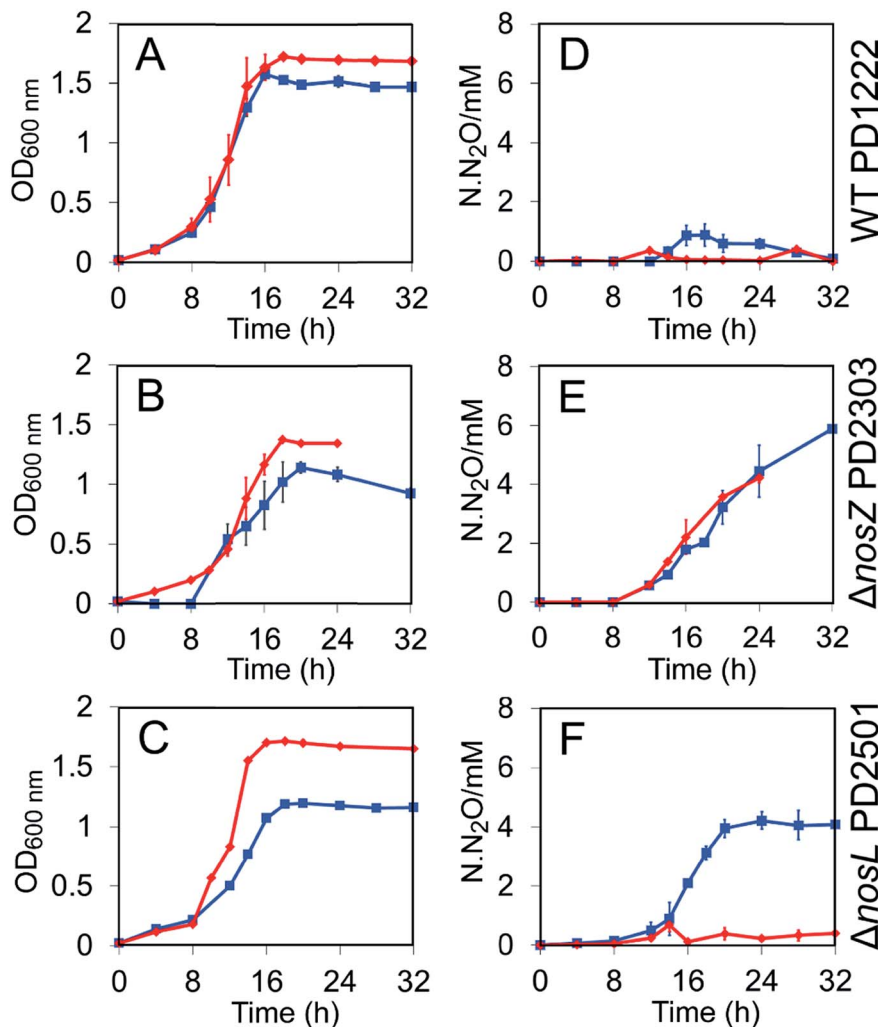 A
OD600 nm
2
1.5
1
0.5
0
0 8 16 24 32
Time (h)
D
N.N2O/mM
8
6
4
2
0
0 8 16 24 32
Time (h)
WT PD1222
B
OD600 nm
2
1.5
1
0.5
0
0 8 16 24 32
Time (h)
E
N.N2O/mM
8
6
4
2
0
0 8 16 24 32
Time (h)
ΔnosZ PD2303
C
OD600 nm
2
1.5
1
0.5
0
0 8 16 24 32
Time (h)
F
N.N2O/mM
8
6
4
2
0
0 8 16 24 32
Time (h)
ΔnosL PD2501